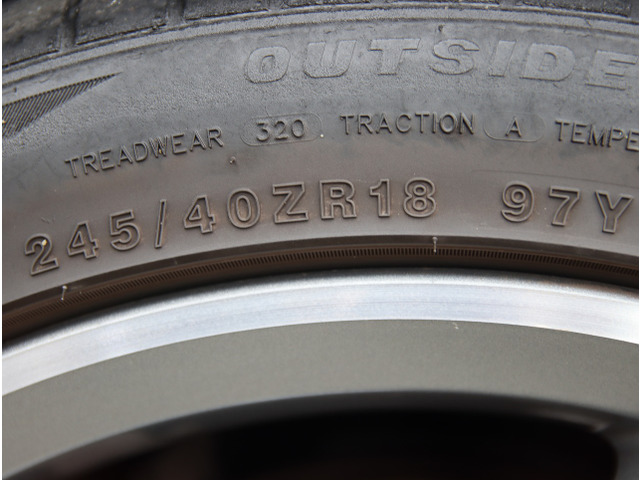 OUTSIDE
TREADWEAR 320 TRACTION A TEMPE
245/40ZR18 97Y